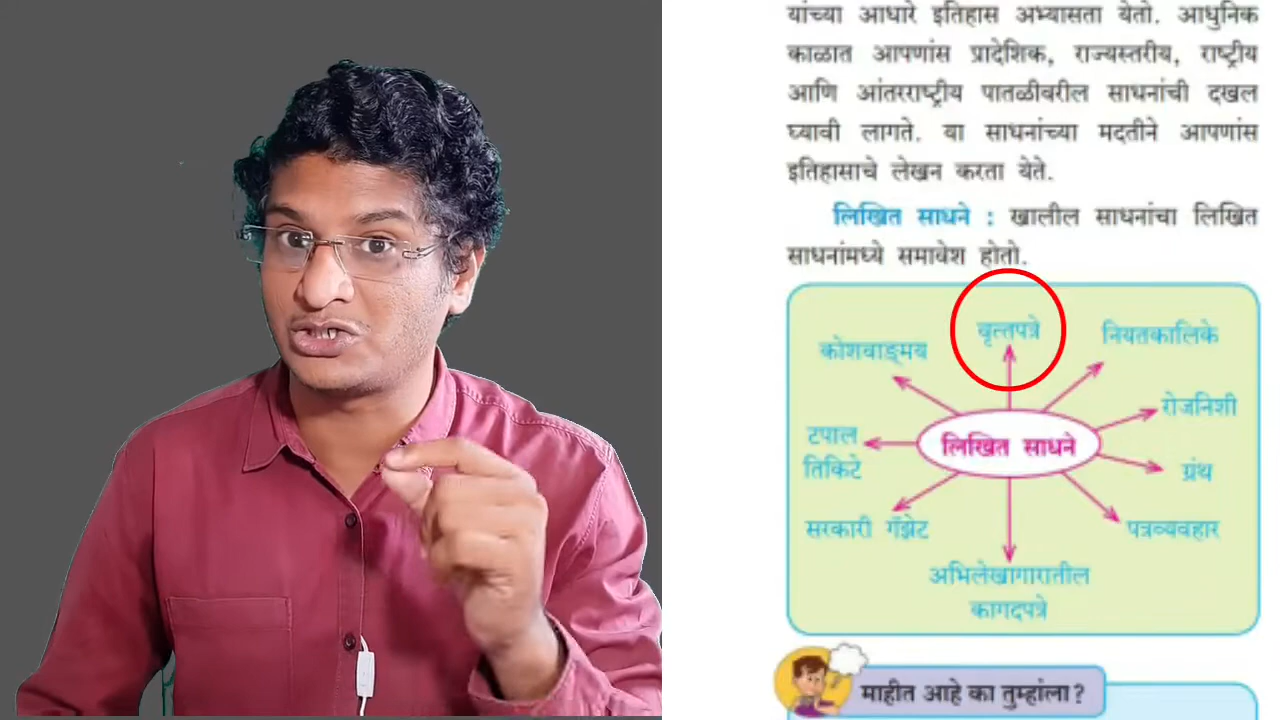 यांच्या आधारे इतिहास अभ्यासता येतो. आधुनिक
काळात आपणांस प्रादेशिक, राज्यस्तरीय, राष्ट्रीय
आणि आंतरराष्ट्रीय पातळीवरील साधनांची दखल
घ्यावी लागते. या साधनांच्या मदतीने आपणांस
इतिहासाचे लेखन करता येते.
लिखित साधने : खालील साधनांचा लिखित
साधनांमध्ये समावेश होतो.
वृत्तपत्रे
कोशवाङ्मय
नियतकालिके
रोजनिशी
टपाल
तिकिटे
लिखित साधने
ग्रंथ
सरकारी गॅझेट
पत्रव्यवहार
अभिलेखागारातील
कागदपत्रे
माहीत आहे का तुम्हांला ?